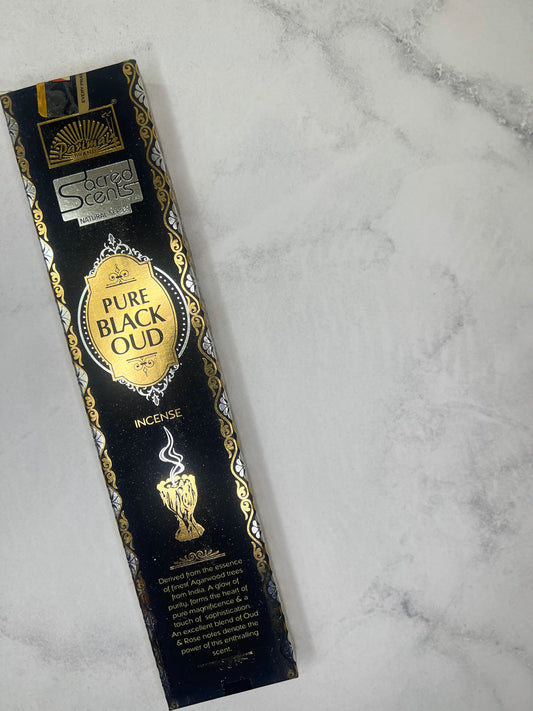 Parimal
Sacred
Scents
NATURAL SERIES
PURE
BLACK
OUD
INCENSE
Derived from the essence
of finest Agarwood trees
from India. A glow of
purity, forms the heart of
pure magnificence & a
touch of sophistication.
An excellent blend of Oud
& Rose notes denote the
power of this enthralling
scent.